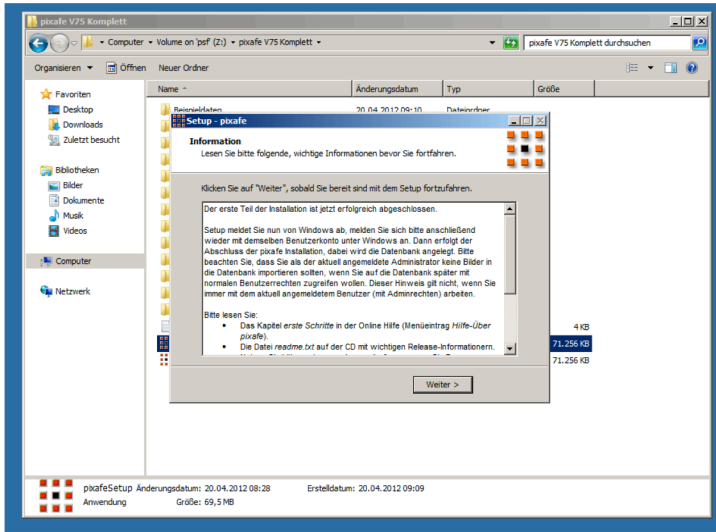 pixafe V75 Komplett
Computer Volume on 'psf' (Z:) pixafe V75 Komplett
pixafe V75 Komplett durchsuchen
Organisieren Öffnen Neuer Ordner
Favoriten
Desktop
Downloads
Zuletzt besucht
Bibliotheken
Bilder
Dokumente
Musik
Videos
Computer
Netzwerk
Name Änderungsdatum Typ Größe
Beispieldaten 20.04.2012 09:10 Dateiordner
Setup - pixafe
Information
Lesen Sie bitte folgende, wichtige Informationen bevor Sie fortfahren.
Klicken Sie auf "Weiter", sobald Sie bereit sind mit dem Setup fortzufahren.
Der erste Teil der Installation ist jetzt erfolgreich abgeschlossen.
Setup meldet Sie nun von Windows ab, melden Sie sich bitte anschließend
wieder mit demselben Benutzerkonto unter Windows an. Dann erfolgt der
Abschluss der pixafe Installation, dabei wird die Datenbank angelegt. Bitte
beachten Sie, dass Sie als der aktuell angemeldete Administrator keine Bilder in
die Datenbank importieren sollten, wenn Sie auf die Datenbank später mit
normalen Benutzerrechten zugreifen wollen. Dieser Hinweis gilt nicht, wenn Sie
immer mit dem aktuell angemeldetem Benutzer (mit Adminrechten) arbeiten.
Bitte lesen Sie:
• Das Kapitel erste Schritte in der Online Hilfe (Menüeintrag Hilfe-Über
pixafe).
• Die Datei readme.txt auf der CD mit wichtigen Release-Informationern.
Weiter >
4 KB
71.256 KB
71.256 KB
pixafeSetup Änderungsdatum: 20.04.2012 08:28 Erstelldatum: 20.04.2012 09:09
Anwendung Größe: 69,5 MB